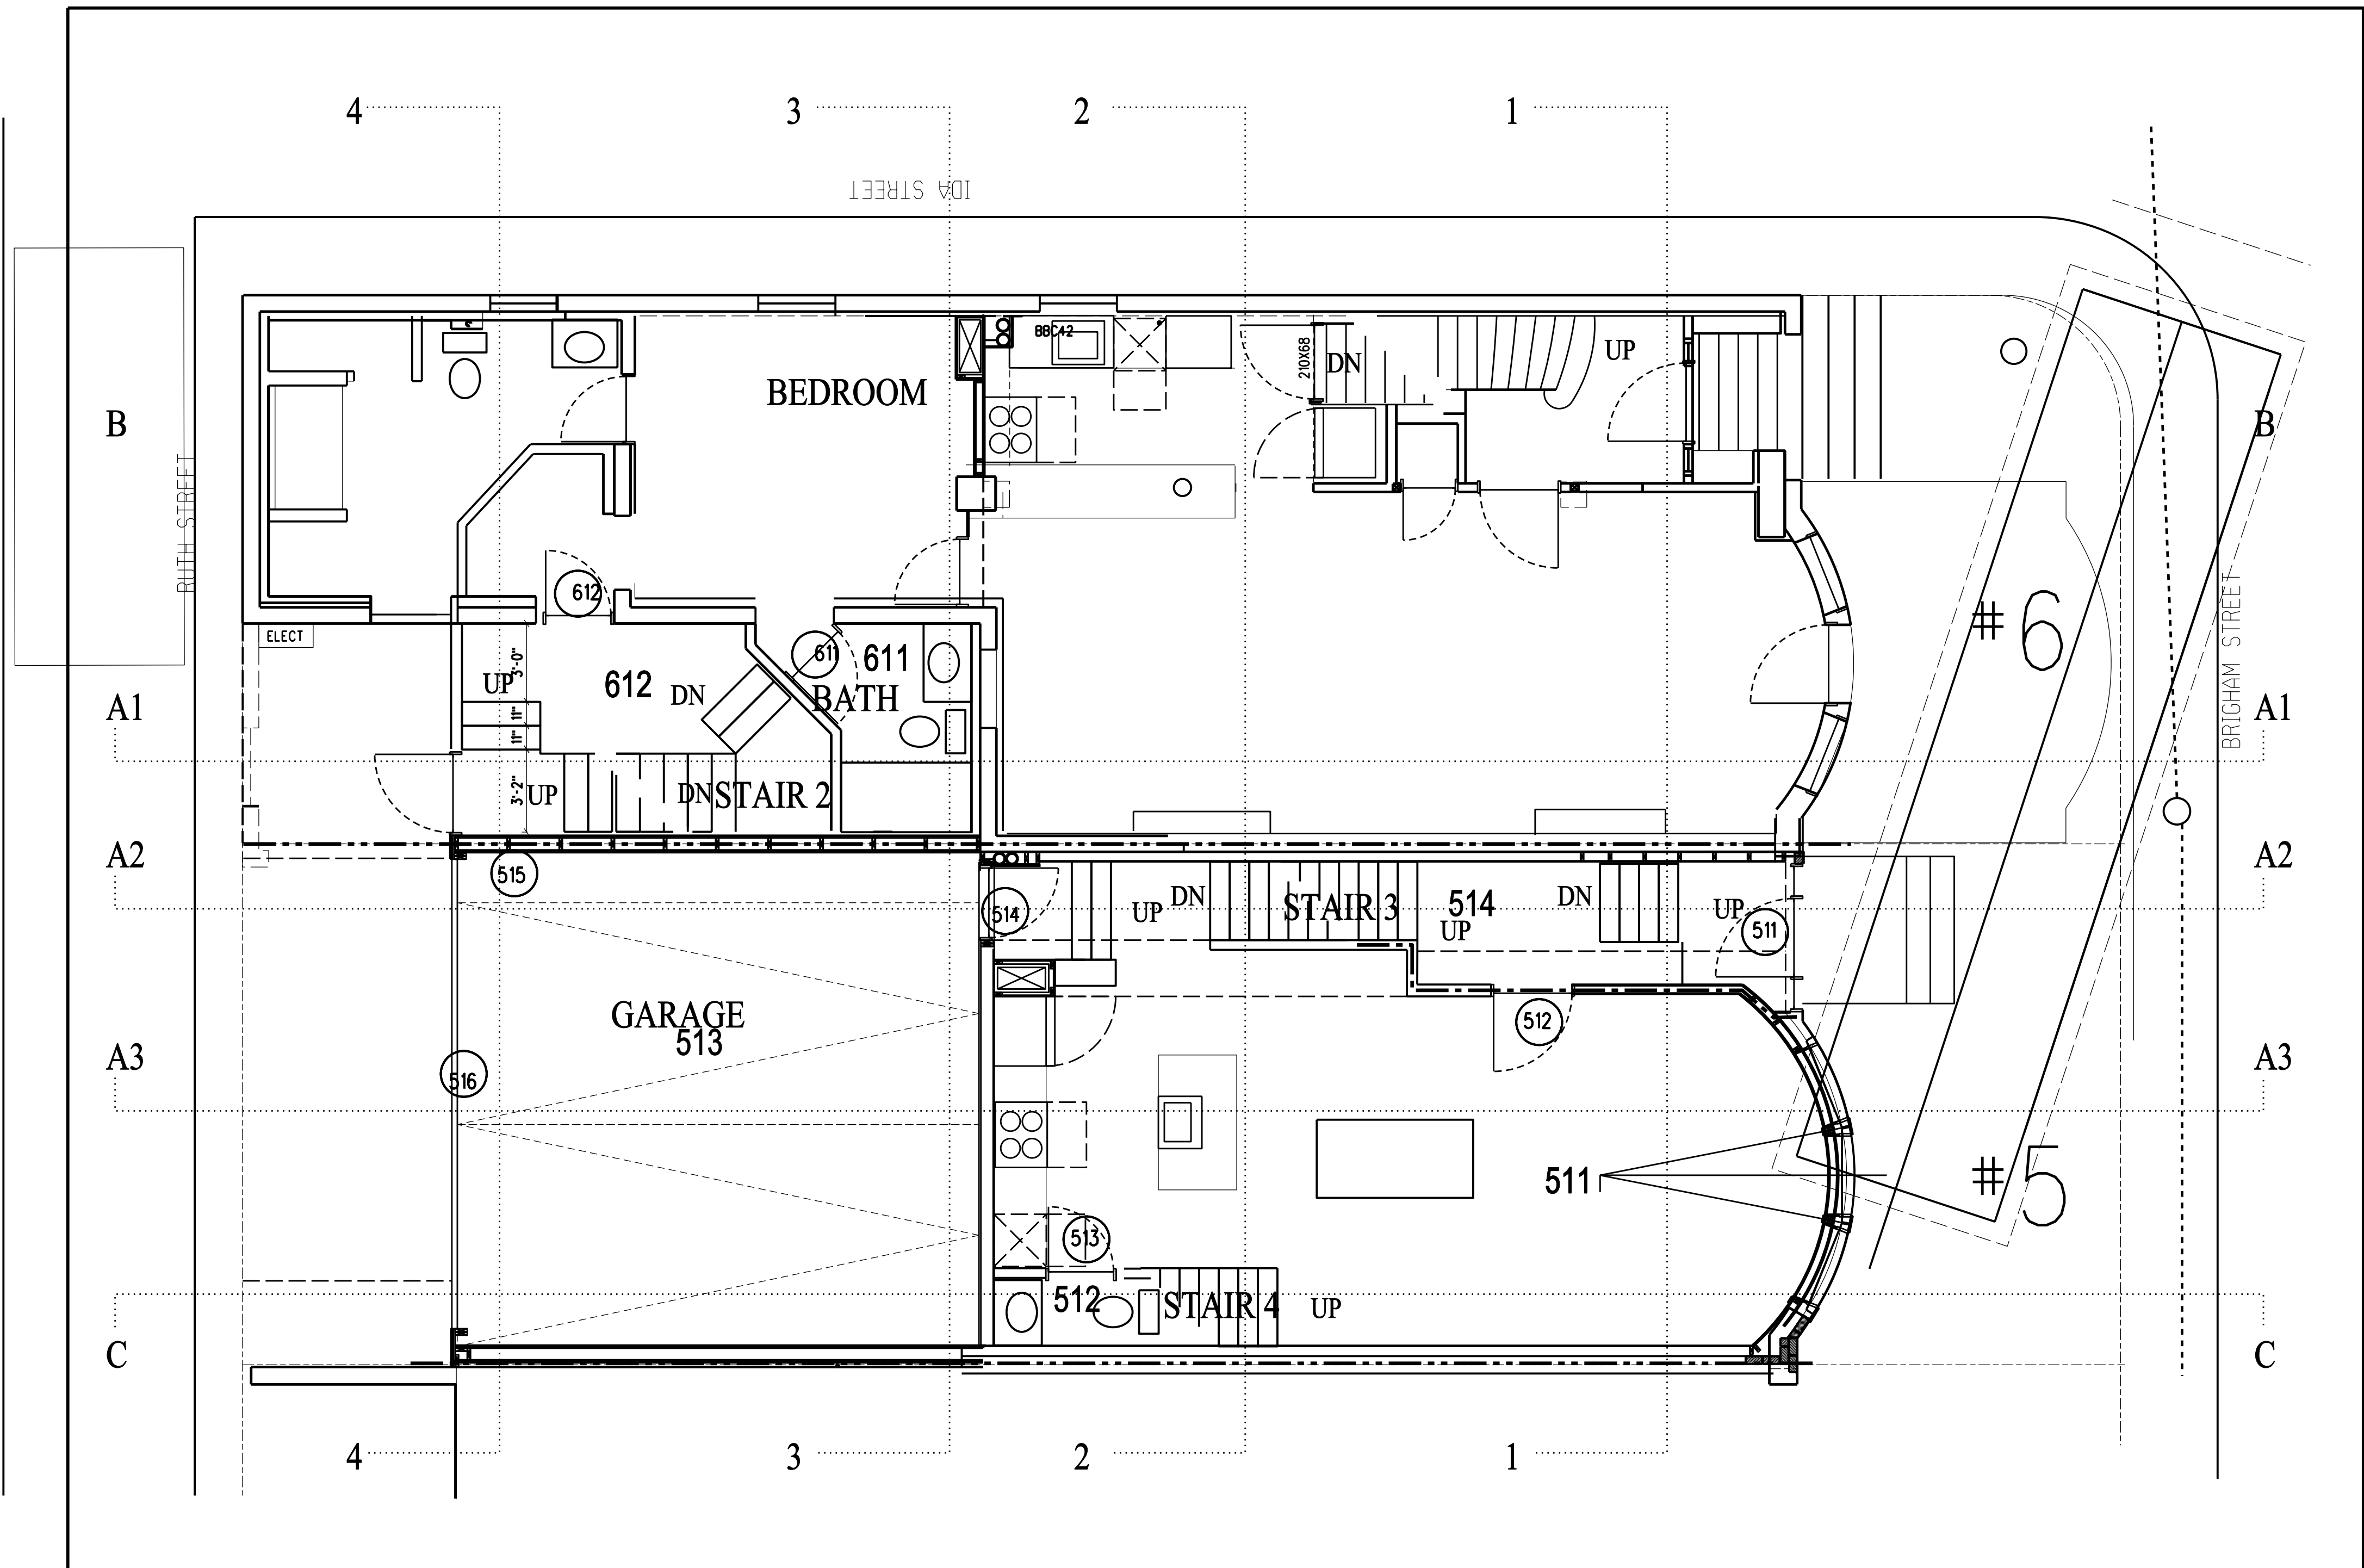 4
3
2
1
IDA STREET
BBC42
210X68
DN
UP
BEDROOM
B
B
RUTH STREET
BRIGHAM STREET
612
#6
ELECT
611
611
3'-0"
UP
612
DN
BATH
A1
A1
11"
11"
3'-2"
UP
DN
STAIR 2
A2
A2
515
514
UP
DN
STAIR 3
514
UP
DN
UP
511
GARAGE
513
512
A3
A3
516
511
#5
513
512
STAIR 4
UP
C
C
4
3
2
1